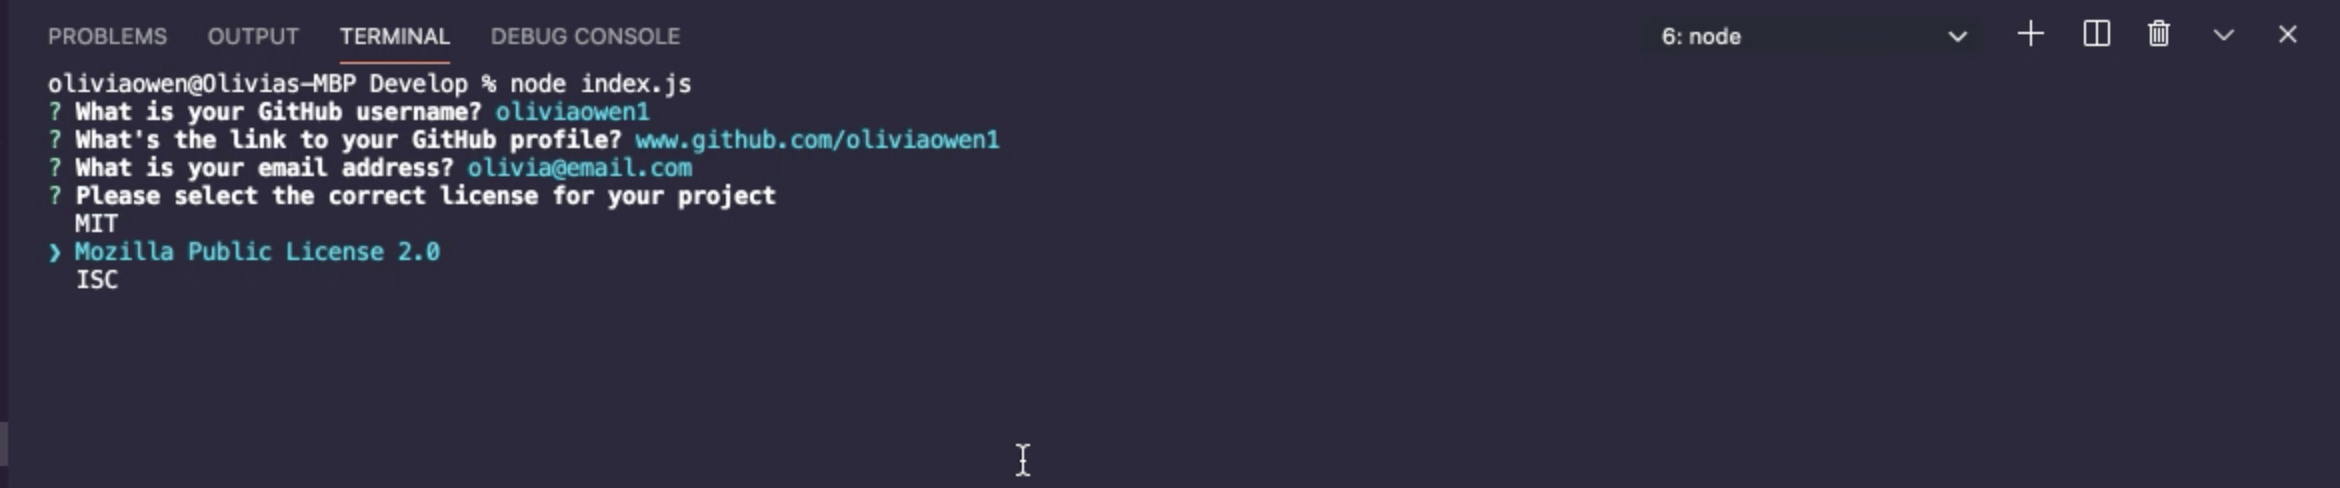 PROBLEMS OUTPUT TERMINAL DEBUG CONSOLE 6: node
oliviaowen@Olivias-MBP Develop % node index.js
? What is your GitHub username? oliviaowen1
? What's the link to your GitHub profile? www.github.com/oliviaowen1
? What is your email address? olivia@email.com
? Please select the correct license for your project
MIT
❯ Mozilla Public License 2.0
ISC